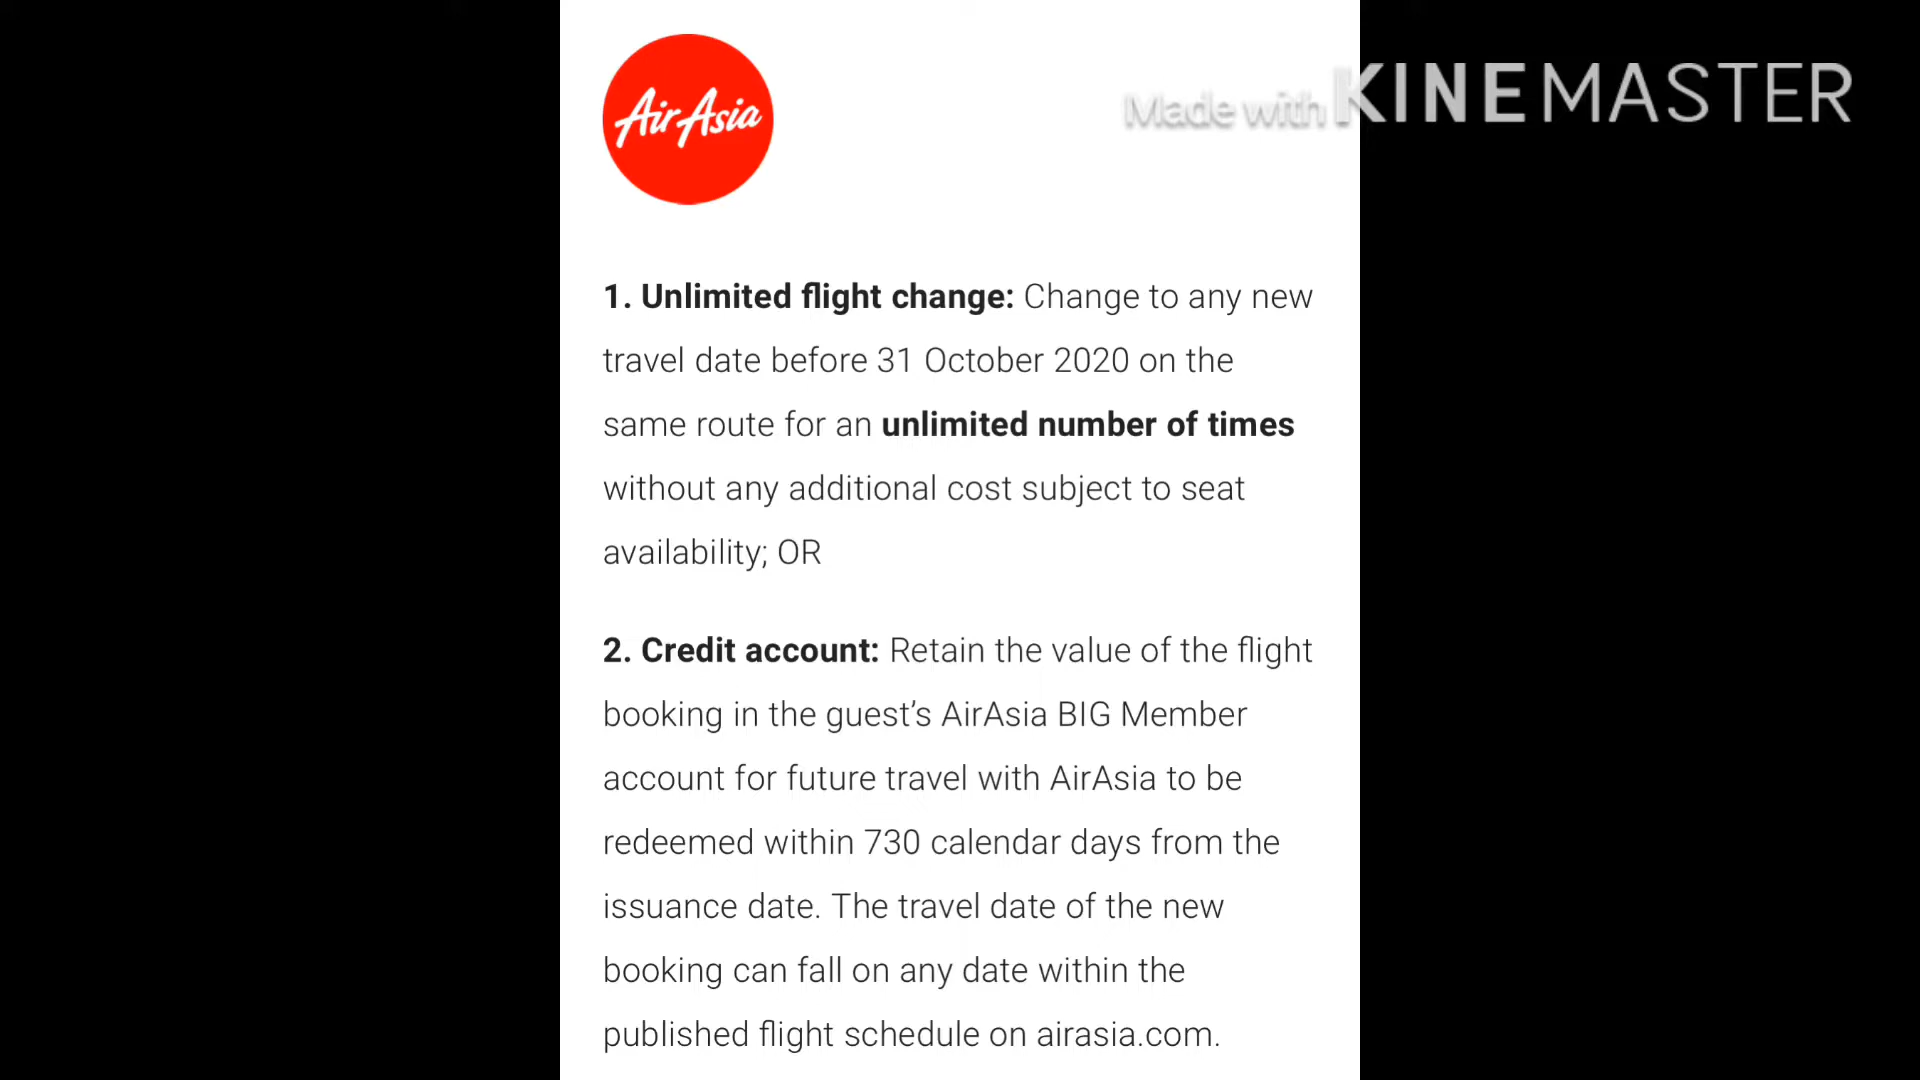 AirAsia
Made with KINEMASTER
1. Unlimited flight change: Change to any new
travel date before 31 October 2020 on the
same route for an unlimited number of times
without any additional cost subject to seat
availability; OR
2. Credit account: Retain the value of the flight
booking in the guest’s AirAsia BIG Member
account for future travel with AirAsia to be
redeemed within 730 calendar days from the
issuance date. The travel date of the new
booking can fall on any date within the
published flight schedule on airasia.com.